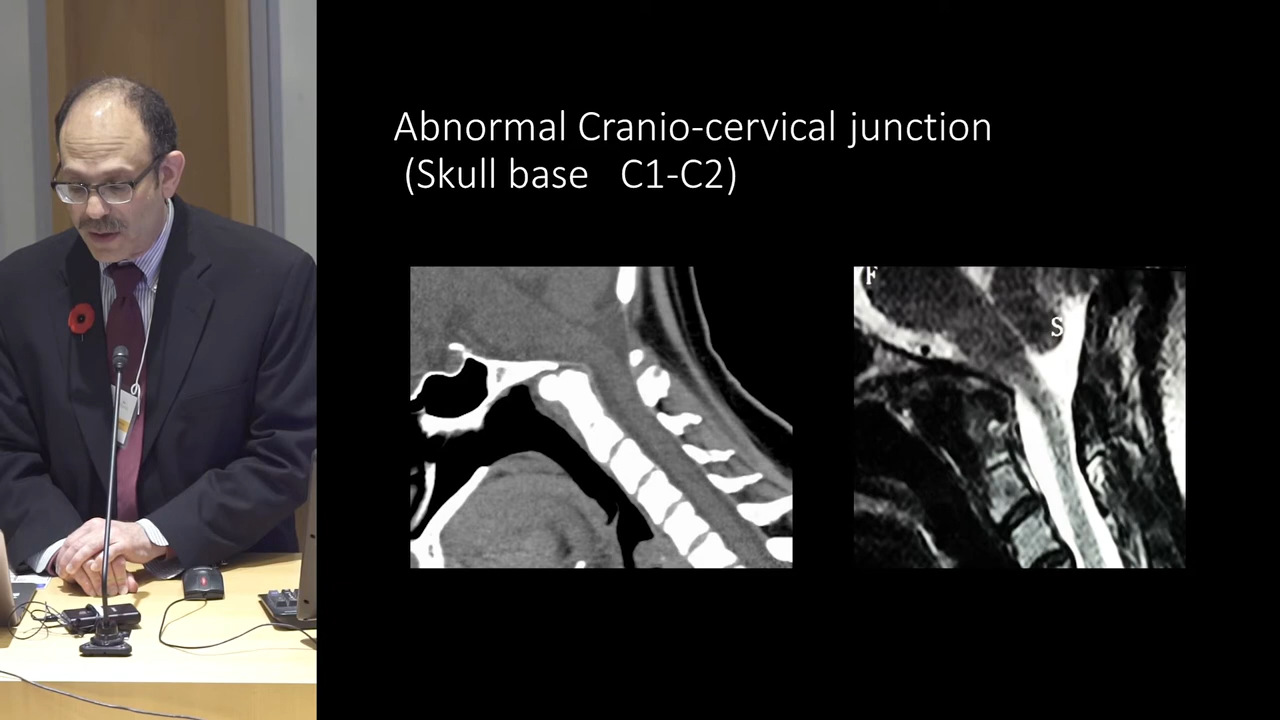 Abnormal Cranio-cervical junction
(Skull base C1-C2)
F
S